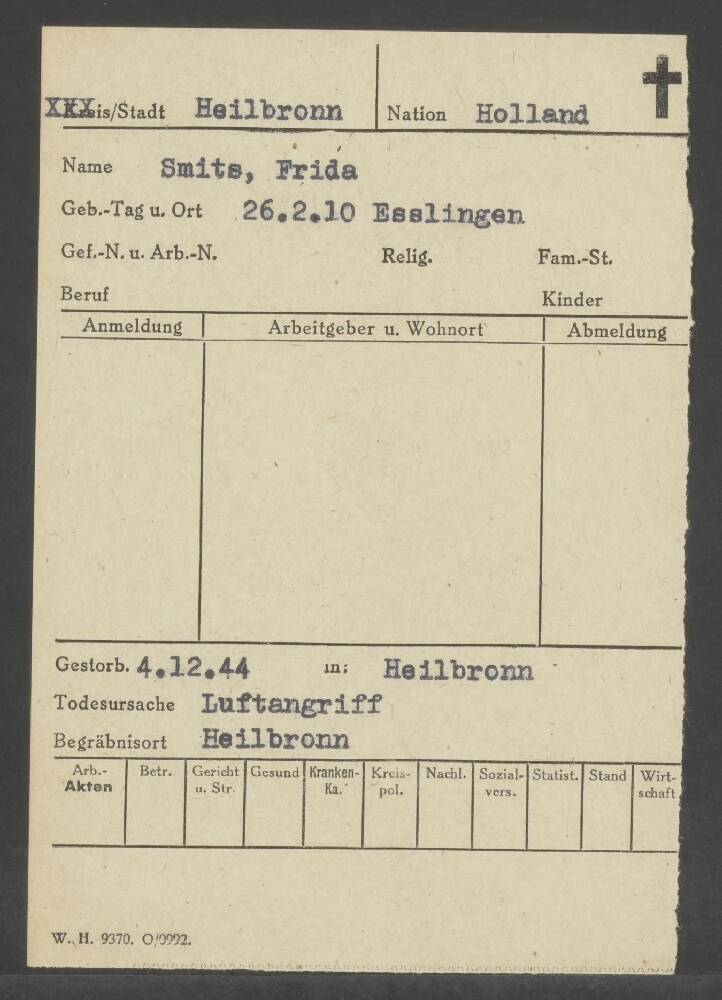 XXXis/Stadt Heilbronn Nation Holland
Name Smits, Frida
Geb.-Tag u. Ort 26.2.10 Esslingen
Gef.-N. u. Arb.-N. Relig. Fam.-St.
Beruf Kinder
Anmeldung Arbeitgeber u. Wohnort Abmeldung
Gestorb. 4.12.44 in: Heilbronn
Todesursache Luftangriff
Begräbnisort Heilbronn
Arb.- Betr. Gericht Gesund Kranken- Kreis- Nachl. Sozial- Statist. Stand Wirt-
Akten u. Str. Ka. pol. vers. schaft
W. H. 9370. O/0992.